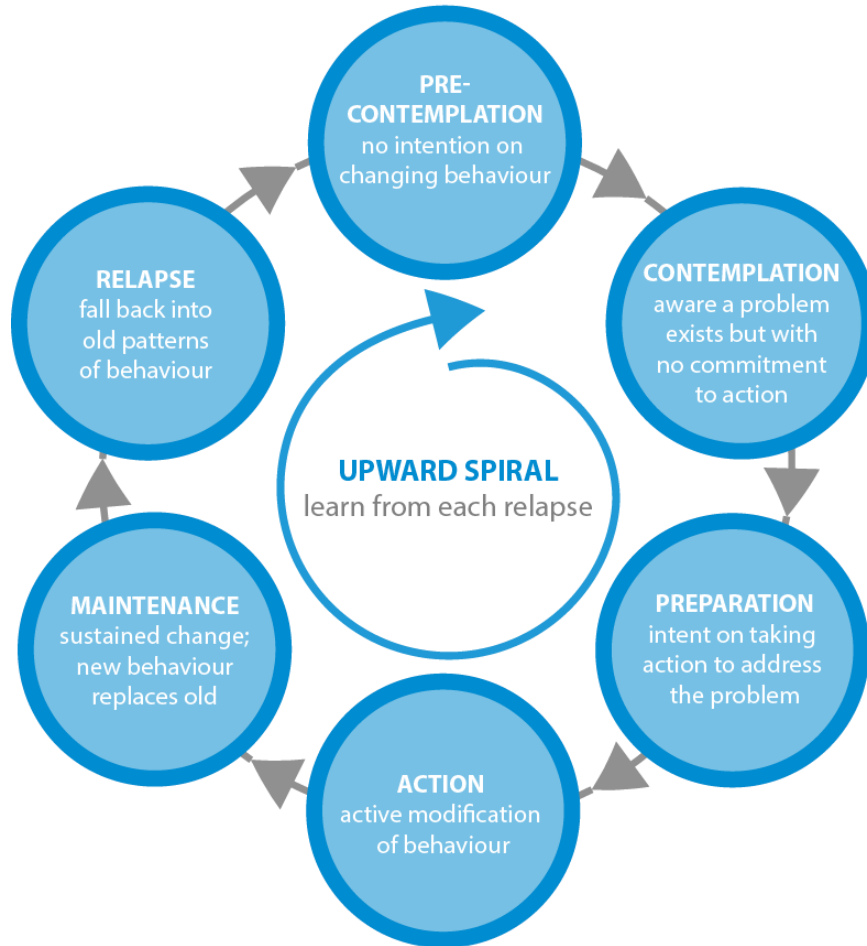 PRE-
CONTEMPLATION
no intention on
changing behaviour
CONTEMPLATION
aware a problem
exists but with
no commitment
to action
PREPARATION
intent on taking
action to address
the problem
ACTION
active modification
of behaviour
MAINTENANCE
sustained change;
new behaviour
replaces old
RELAPSE
fall back into
old patterns
of behaviour
UPWARD SPIRAL
learn from each relapse